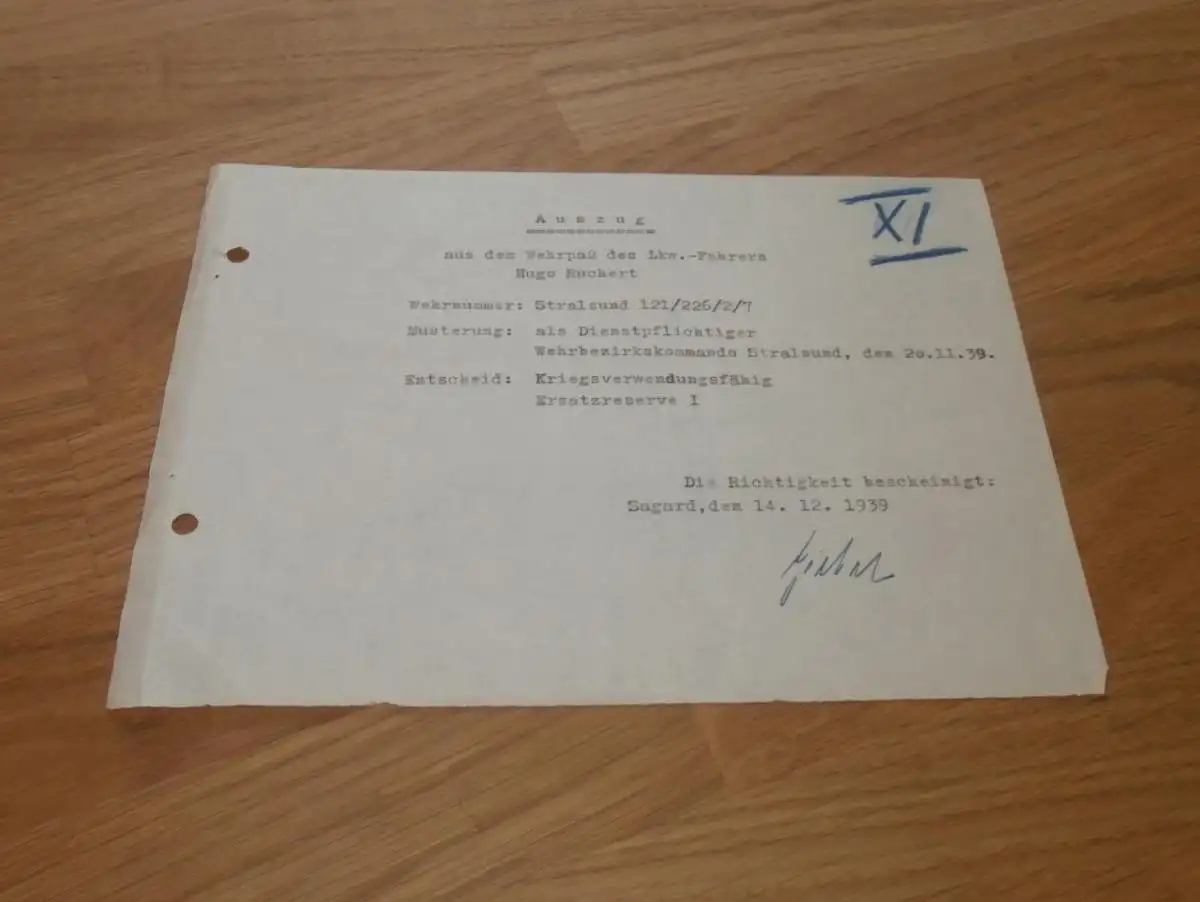 XI
Auszug
aus dem Wehrpaß des Lkw.-Fahrers
Hugo Ruchert
Wehrnummer: Stralsund 121/226/2/7
Musterung: als Dienstpflichtiger
Wehrbezirkskommando Stralsund, den 20.11.39.
Entscheid: Kriegsverwendungsfähig
Ersatzreserve I
Die Richtigkeit bescheinigt:
Sagard,den 14. 12. 1939